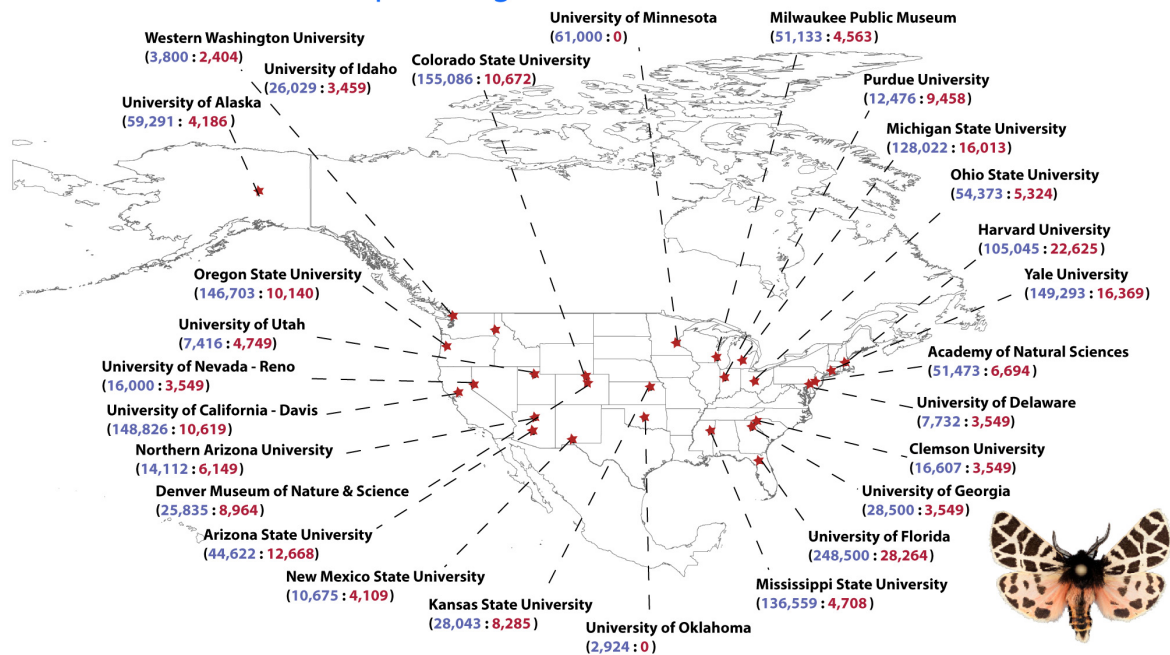 University of Minnesota
(61,000 : 0)
Milwaukee Public Museum
(51,133 : 4,563)
Western Washington University
(3,800 : 2,404)
University of Idaho
(26,029 : 3,459)
Colorado State University
(155,086 : 10,672)
Purdue University
(12,476 : 9,458)
University of Alaska
(59,291 : 4,186)
Michigan State University
(128,022 : 16,013)
Ohio State University
(54,373 : 5,324)
Harvard University
(105,045 : 22,625)
Oregon State University
(146,703 : 10,140)
Yale University
(149,293 : 16,369)
University of Utah
(7,416 : 4,749)
University of Nevada - Reno
(16,000 : 3,549)
Academy of Natural Sciences
(51,473 : 6,694)
University of California - Davis
(148,826 : 10,619)
University of Delaware
(7,732 : 3,549)
Northern Arizona University
(14,112 : 6,149)
Clemson University
(16,607 : 3,549)
Denver Museum of Nature & Science
(25,835 : 8,964)
University of Georgia
(28,500 : 3,549)
Arizona State University
(44,622 : 12,668)
University of Florida
(248,500 : 28,264)
New Mexico State University
(10,675 : 4,109)
Mississippi State University
(136,559 : 4,708)
Kansas State University
(28,043 : 8,285)
University of Oklahoma
(2,924 : 0)